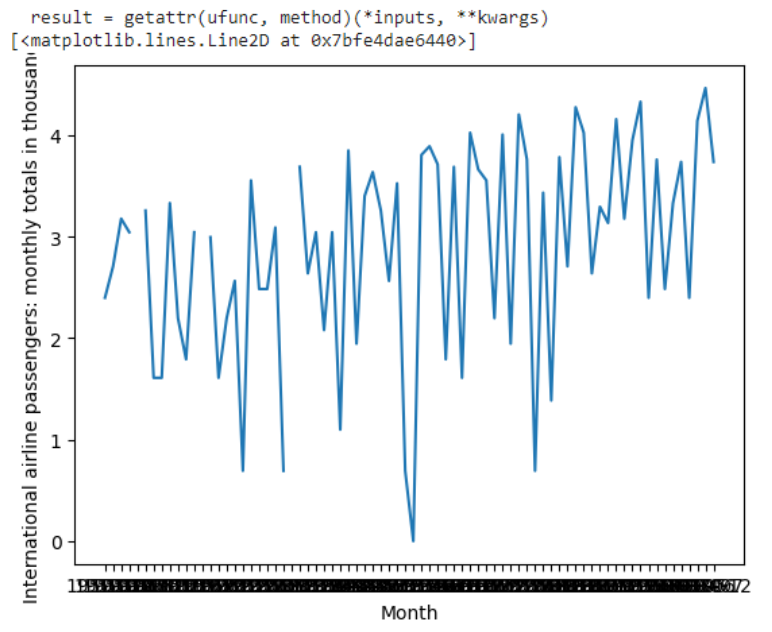 result = getattr(ufunc, method)(*inputs, **kwargs)
[<matplotlib.lines.Line2D at 0x7bfe4dae6440>]
International airline passengers: monthly totals in thousan
4
3
2
1
0
Month